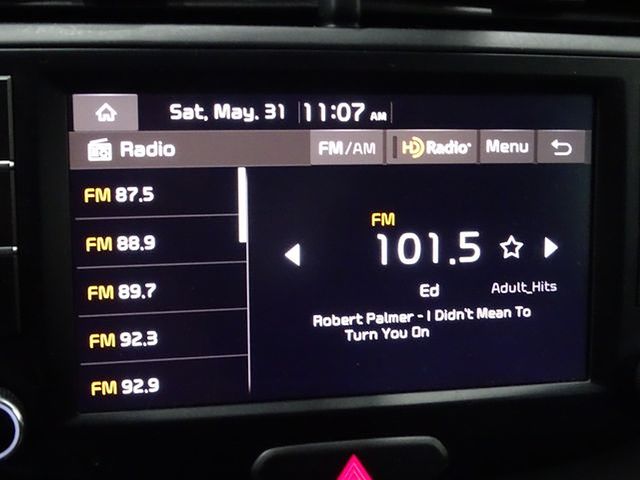 Sat, May. 31 11:07 AM
Radio FM/AM HD Radio Menu
FM 87.5
FM 88.9
FM 89.7
FM 92.3
FM 92.9
FM
101.5
Ed Adult_Hits
Robert Palmer - I Didn't Mean To
Turn You On